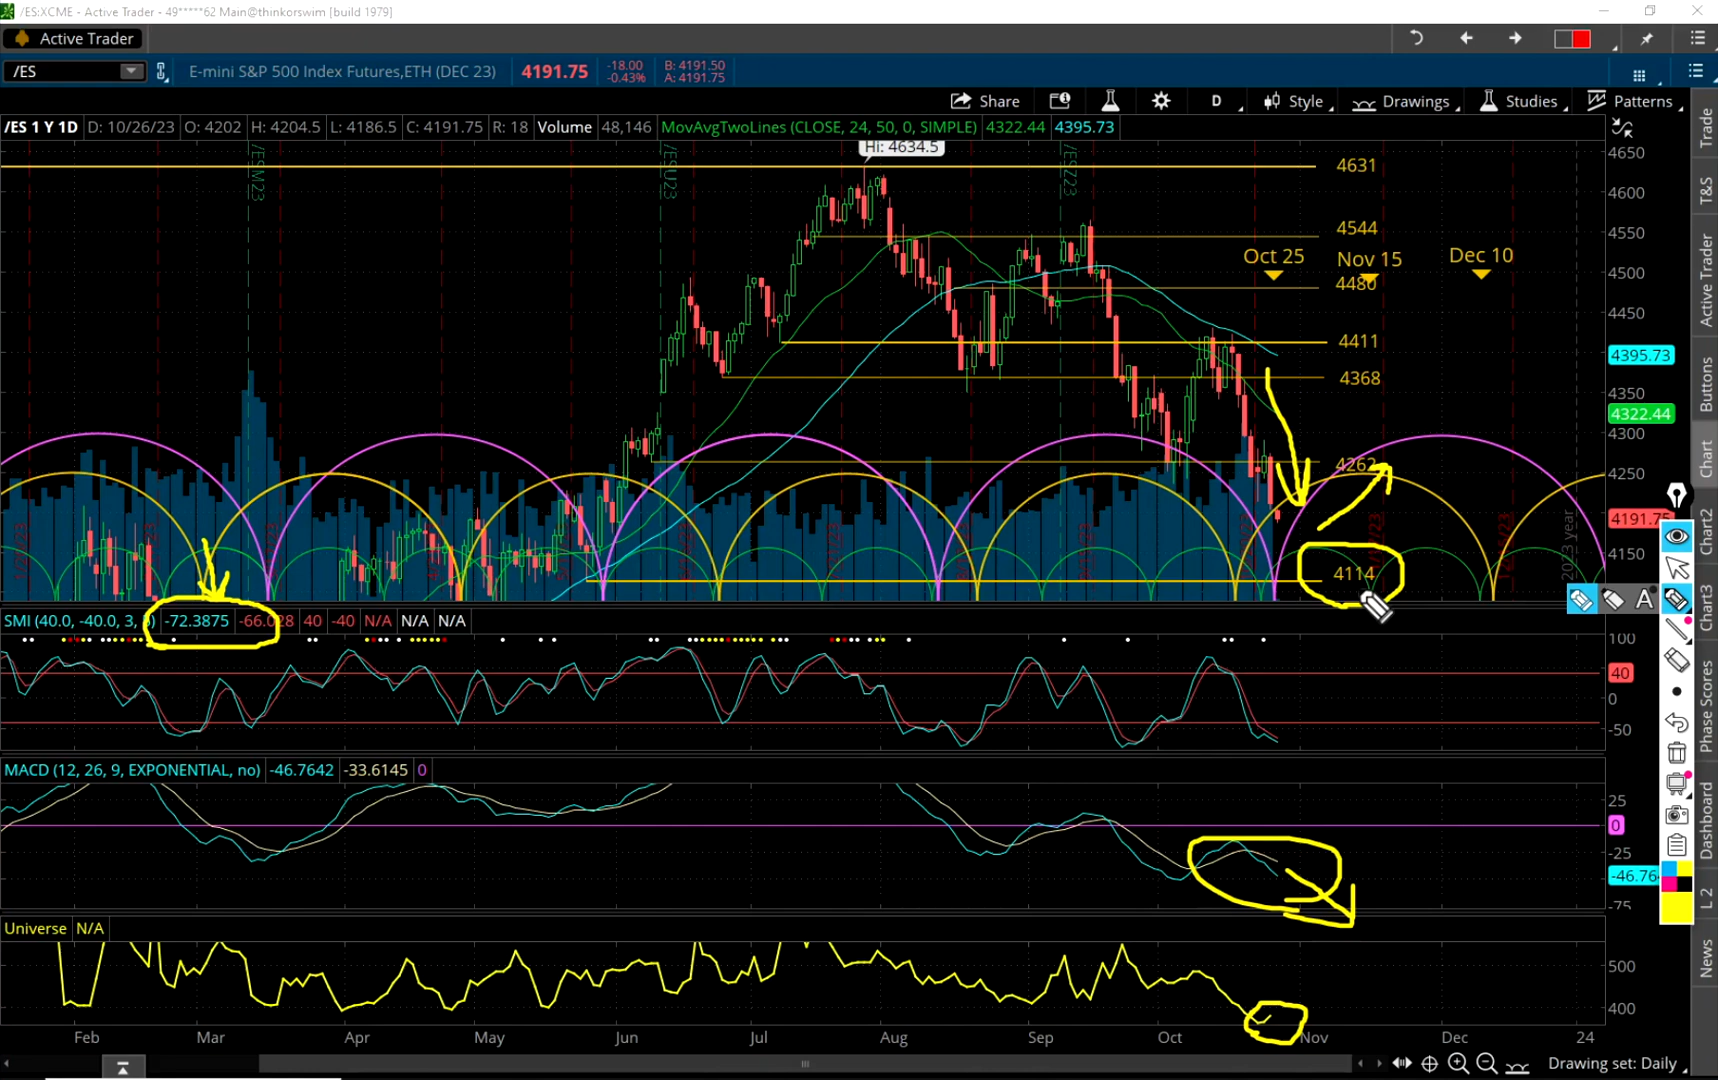 /ES:XCME - Active Trader - 49*****62 Main@thinkorswim [build 1979]
Active Trader
/ES E-mini S&P 500 Index Futures,ETH (DEC 23) 4191.75 -18.00 B: 4191.50
-0.43% A: 4191.75
Share D Style Drawings Studies Patterns
/ES 1 Y 1D D: 10/26/23 O: 4202 H: 4204.5 L: 4186.5 C: 4191.75 R: 18 Volume 48,146 MovAvgTwoLines (CLOSE, 24, 50, 0, SIMPLE) 4322.44 4395.73
Hi: 4634.5
/ESM23
/ESU23
/ESZ23
4631
4544
Oct 25
Nov 15
Dec 10
4480
4411
4368
4262
4114
4650
4600
4550
4500
4450
4395.73
4350
4322.44
4300
4250
4191.75
4150
2023 year
SMI (40.0, -40.0, 3, -72.3875 40 -40 N/A N/A N/A
100
40
0
-50
MACD (12, 26, 9, EXPONENTIAL, no) -46.7642 -33.6145 0
25
0
-25
-46.764
-75
Universe N/A
500
400
Feb Mar Apr May Jun Jul Aug Sep Oct Nov Dec 24
Drawing set: Daily
Trade
T&S
Active Trader
Buttons
Chart
Chart2
Chart3
Phase Scores
Dashboard
L 2
News
A